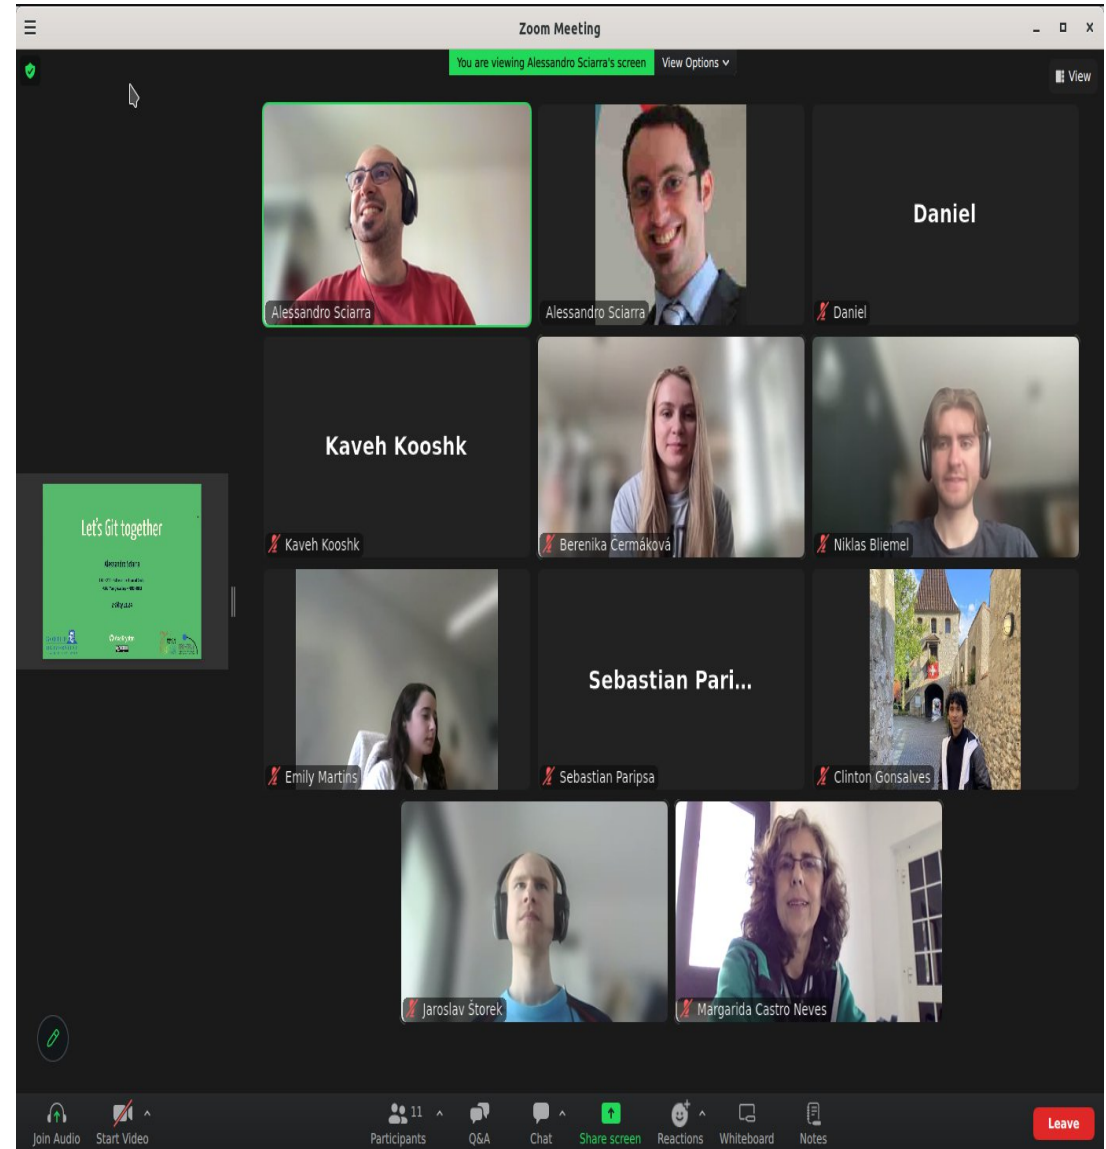 Zoom Meeting
You are viewing Alessandro Sciarra's screen View Options
View
Alessandro Sciarra
Alessandro Sciarra
Daniel
Daniel
Kaveh Kooshk
Kaveh Kooshk
Berenika Čermáková
Niklas Bliemel
Let's Git together
Alessandro Sciarra
Emily Martins
Sebastian Pari...
Sebastian Paripsa
Clinton Gonsalves
Jaroslav Štorek
Margarida Castro Neves
Join Audio Start Video 11 Participants Q&A Chat Share screen Reactions Whiteboard Notes Leave